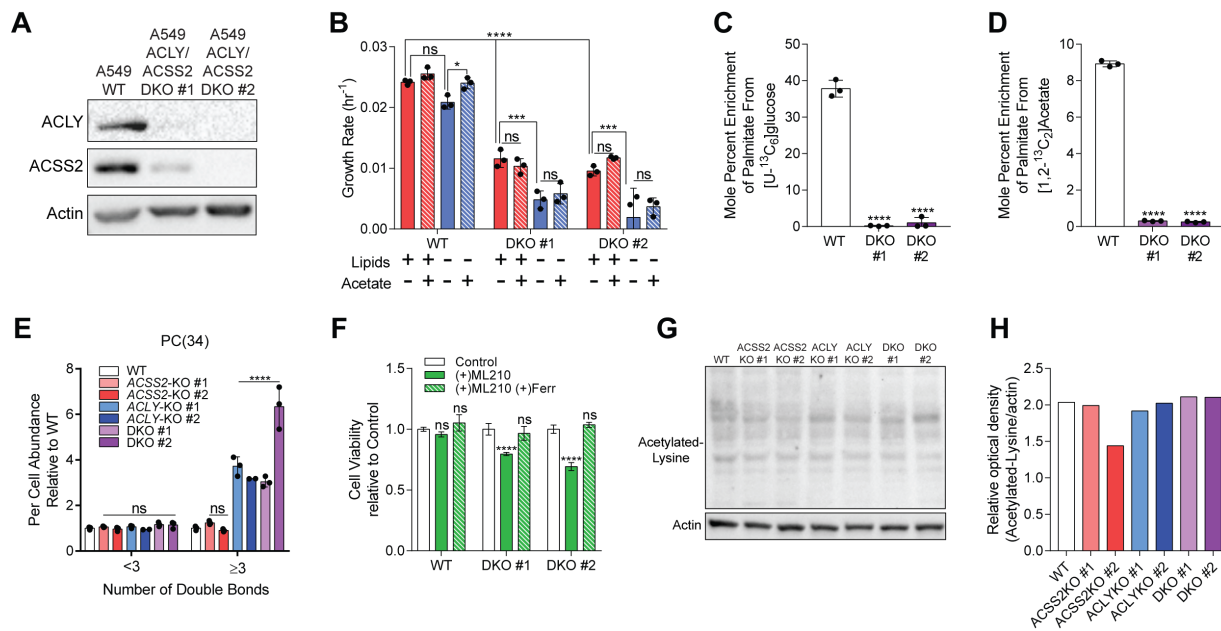 A
A549
WT
A549
ACLY/
ACSS2
DKO #1
A549
ACLY/
ACSS2
DKO #2
ACLY
ACSS2
Actin
B
Growth Rate (hr⁻¹)
0.03
0.02
0.01
0.00
ns
****
*
***
ns
ns
***
ns
ns
WT
DKO #1
DKO #2
Lipids
+ + - - + + - - + + - -
Acetate
- + - + - + - + - + - +
C
Mole Percent Enrichment
of Palmitate From
[U-¹³C₆]glucose
50
40
30
20
10
0
****
****
WT
DKO
#1
DKO
#2
D
Mole Percent Enrichment
of Palmitate From
[1,2-¹³C₂]Acetate
10
8
6
4
2
0
****
****
WT
DKO
#1
DKO
#2
E
PC(34)
Per Cell Abundance
Relative to WT
8
6
4
2
0
WT
ACSS2-KO #1
ACSS2-KO #2
ACLY-KO #1
ACLY-KO #2
DKO #1
DKO #2
ns
ns
****
<3
≥3
Number of Double Bonds
F
Cell Viability
relative to Control
1.5
1.0
0.5
0.0
Control
(+)ML210
(+)ML210 (+)Ferr
ns
ns
****
ns
****
ns
WT
DKO #1
DKO #2
G
WT
ACSS2
KO #1
ACSS2
KO #2
ACLY
KO #1
ACLY
KO #2
DKO
#1
DKO
#2
Acetylated-
Lysine
Actin
H
Relative optical density
(Acetylated-Lysine/actin)
2.5
2.0
1.5
1.0
0.5
0.0
WT
ACSS2KO #1
ACSS2KO #2
ACLYKO #1
ACLYKO #2
DKO #1
DKO #2